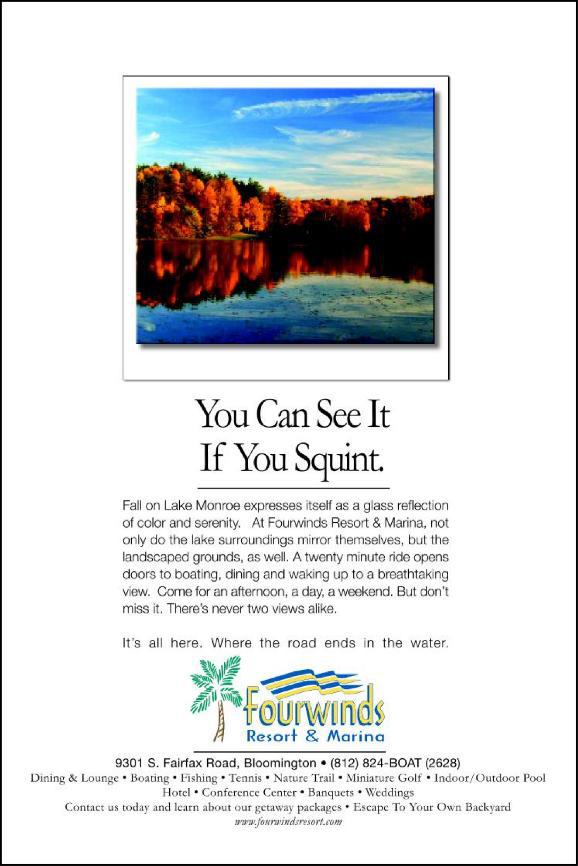 You Can See It
If You Squint.
Fall on Lake Monroe expresses itself as a glass reflection
of color and serenity. At Fourwinds Resort & Marina, not
only do the lake surroundings mirror themselves, but the
landscaped grounds, as well. A twenty minute ride opens
doors to boating, dining and waking up to a breathtaking
view. Come for an afternoon, a day, a weekend. But don't
miss it. There's never two views alike.
It's all here. Where the road ends in the water.
Fourwinds
Resort & Marina
9301 S. Fairfax Road, Bloomington • (812) 824-BOAT (2628)
Dining & Lounge • Boating • Fishing • Tennis • Nature Trail • Miniature Golf • Indoor/Outdoor Pool
Hotel • Conference Center • Banquets • Weddings
Contact us today and learn about our getaway packages • Escape To Your Own Backyard
www.fourwindsresort.com